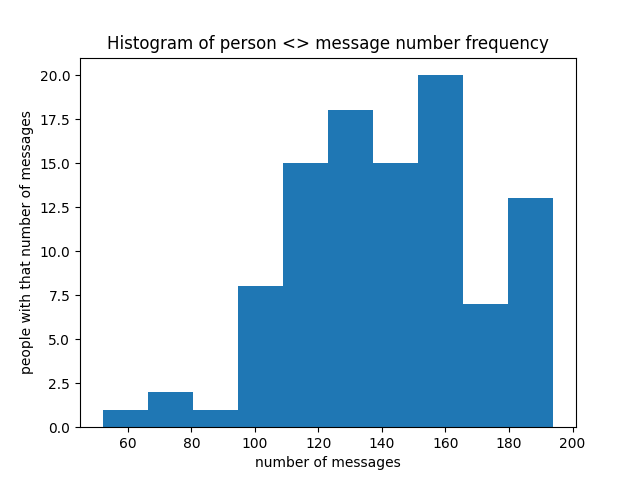 Histogram of person <> message number frequency
20.0
17.5
15.0
12.5
10.0
7.5
5.0
2.5
0.0
people with that number of messages
60 80 100 120 140 160 180 200
number of messages